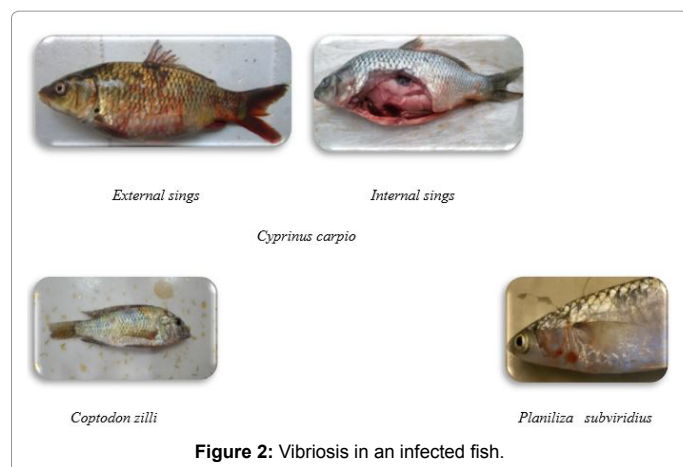 External sings
Internal sings
Cyprinus carpio
Coptodon zilli
Planiliza subviridius
Figure 2: Vibriosis in an infected fish.